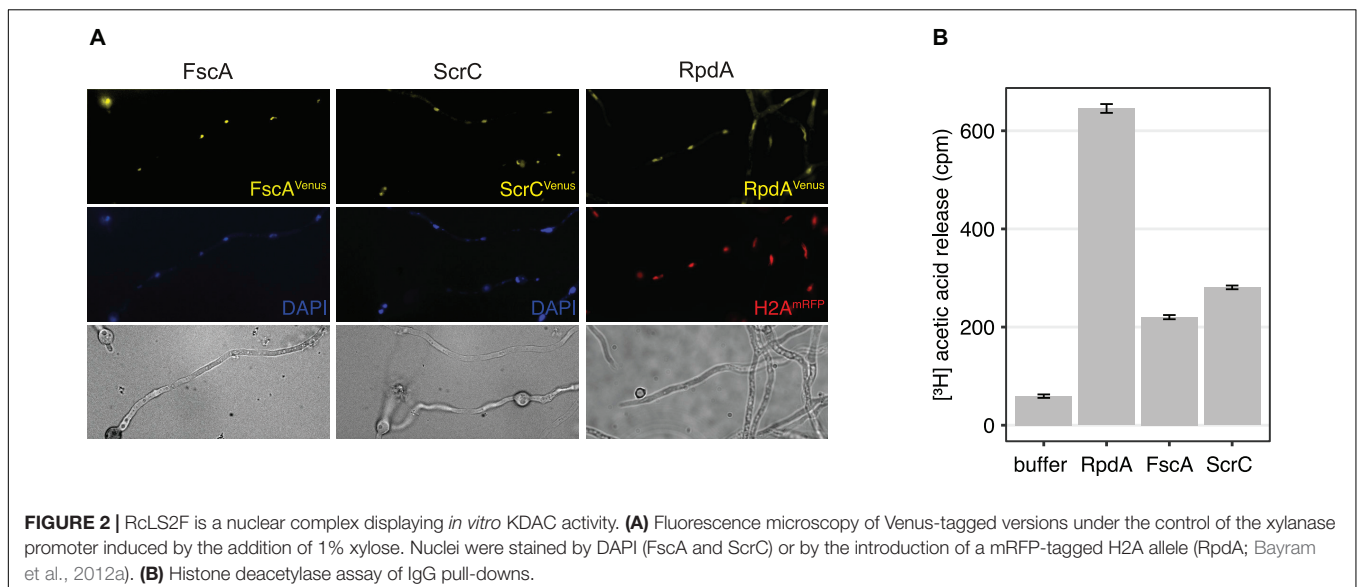 A
FscA
ScrC
RpdA
FscAVenus
ScrCVenus
RpdAVenus
DAPI
DAPI
H2AmRFP
B
[3H] acetic acid release (cpm)
600
400
200
0
buffer RpdA FscA ScrC
FIGURE 2 | RcLS2F is a nuclear complex displaying in vitro KDAC activity. (A) Fluorescence microscopy of Venus-tagged versions under the control of the xylanase
promoter induced by the addition of 1% xylose. Nuclei were stained by DAPI (FscA and ScrC) or by the introduction of a mRFP-tagged H2A allele (RpdA; Bayram
et al., 2012a). (B) Histone deacetylase assay of IgG pull-downs.